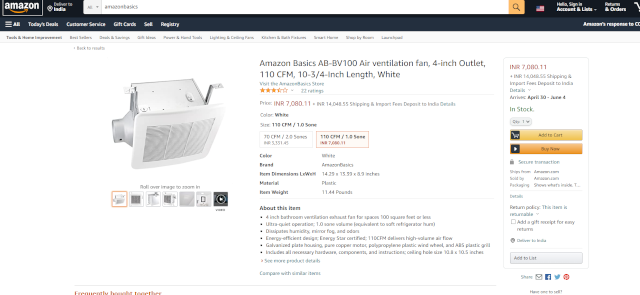 amazon
Deliver to
India
All
amazonbasics
Hello, Sign in
Account & Lists
Returns
& Orders
All Today's Deals Customer Service Gift Cards Sell Registry
Amazon's response to CO
Tools & Home Improvement Best Sellers Deals & Savings Gift Ideas Power & Hand Tools Lighting & Ceiling Fans Kitchen & Bath Fixtures Smart Home Shop by Room Launchpad
Back to results
Amazon Basics AB-BV100 Air ventilation fan, 4-inch Outlet,
110 CFM, 10-3/4-Inch Length, White
Visit the AmazonBasics Store
22 ratings
Price: INR 7,080.11 + INR 14,048.55 Shipping & Import Fees Deposit to India Details
Color: White
Size: 110 CFM / 1.0 Sone
70 CFM / 2.0 Sones
INR 5,331.45
110 CFM / 1.0 Sone
INR 7,080.11
Color White
Brand AmazonBasics
Item Dimensions LxWxH 14.29 x 15.39 x 8.9 inches
Material Plastic
Item Weight 11.44 Pounds
About this item
• 4 inch bathroom ventilation exhaust fan for spaces 100 square feet or less
• Ultra-quiet operation: 1.0 sone volume (equivalent to soft refrigerator hum)
• Dissipates humidity, mirror fog, and odors
• Energy-efficient design; Energy Star certified; 110CFM delivers high-volume air flow
• Galvanized plate housing, pure copper motor, polypropylene plastic wind wheel, and ABS plastic grill
• Includes all necessary hardware, components, and instructions; ceiling hole size 10.8 x 10.5 inches
› See more product details
Compare with similar items
Roll over image to zoom in
VIDEO
INR 7,080.11
+ INR 14,048.55 Shipping &
Import Fees Deposit to India
Details
Arrives: April 30 - June 4
In Stock.
Qty: 1
Add to Cart
Buy Now
Secure transaction
Ships from Amazon.com
Sold by Amazon.com
Packaging Shows what's inside. T...
Details
Return policy: This item is
returnable
Add a gift receipt for easy
returns
Deliver to India
Add to List
Share
Have one to sell?
Frequently bought together